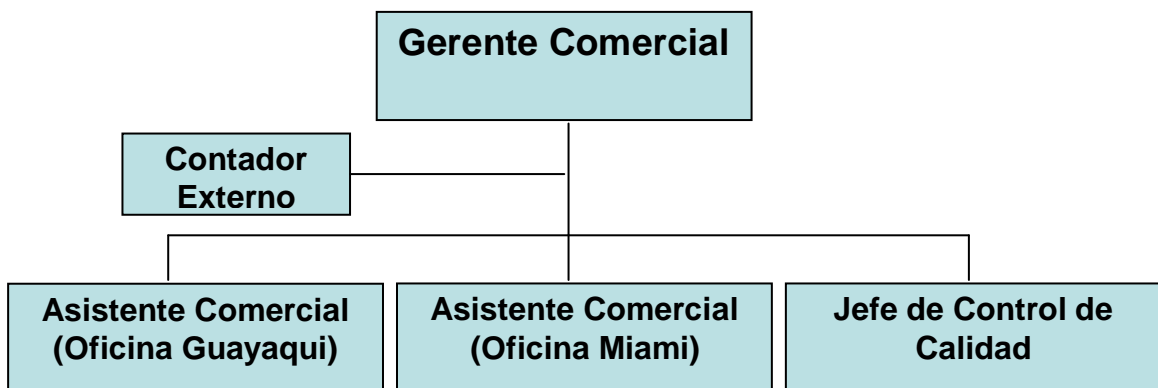 Gerente Comercial
Contador
Externo
Asistente Comercial
(Oficina Guayaqui)
Asistente Comercial
(Oficina Miami)
Jefe de Control de
Calidad